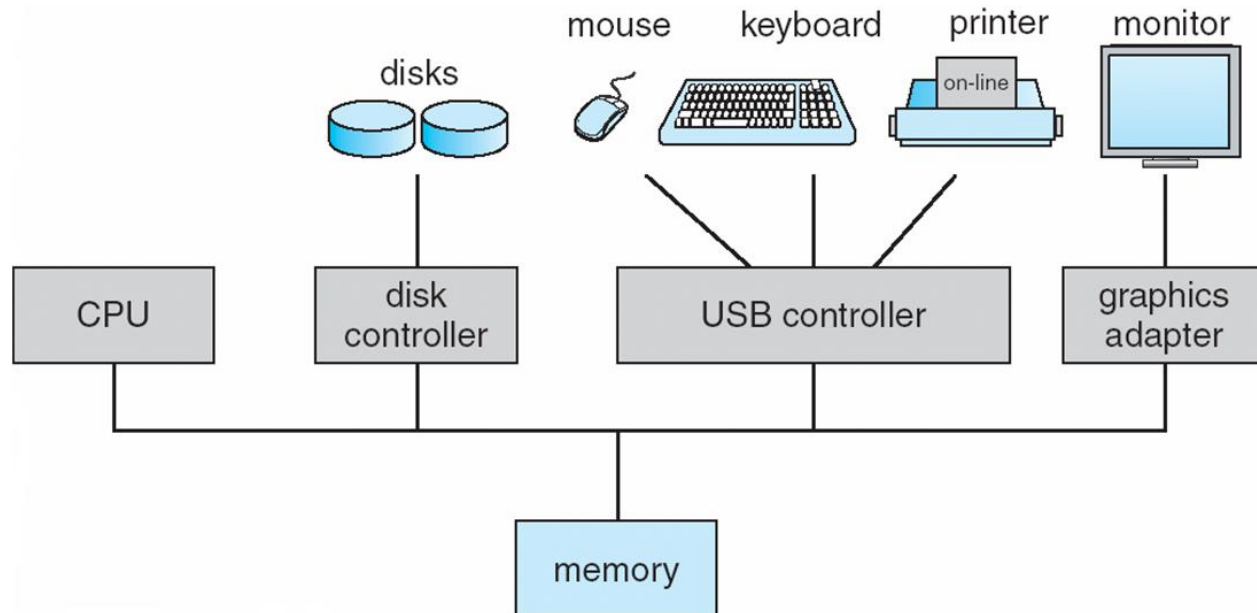 mouse
keyboard
printer
monitor
disks
on-line
CPU
disk
controller
USB controller
graphics
adapter
memory